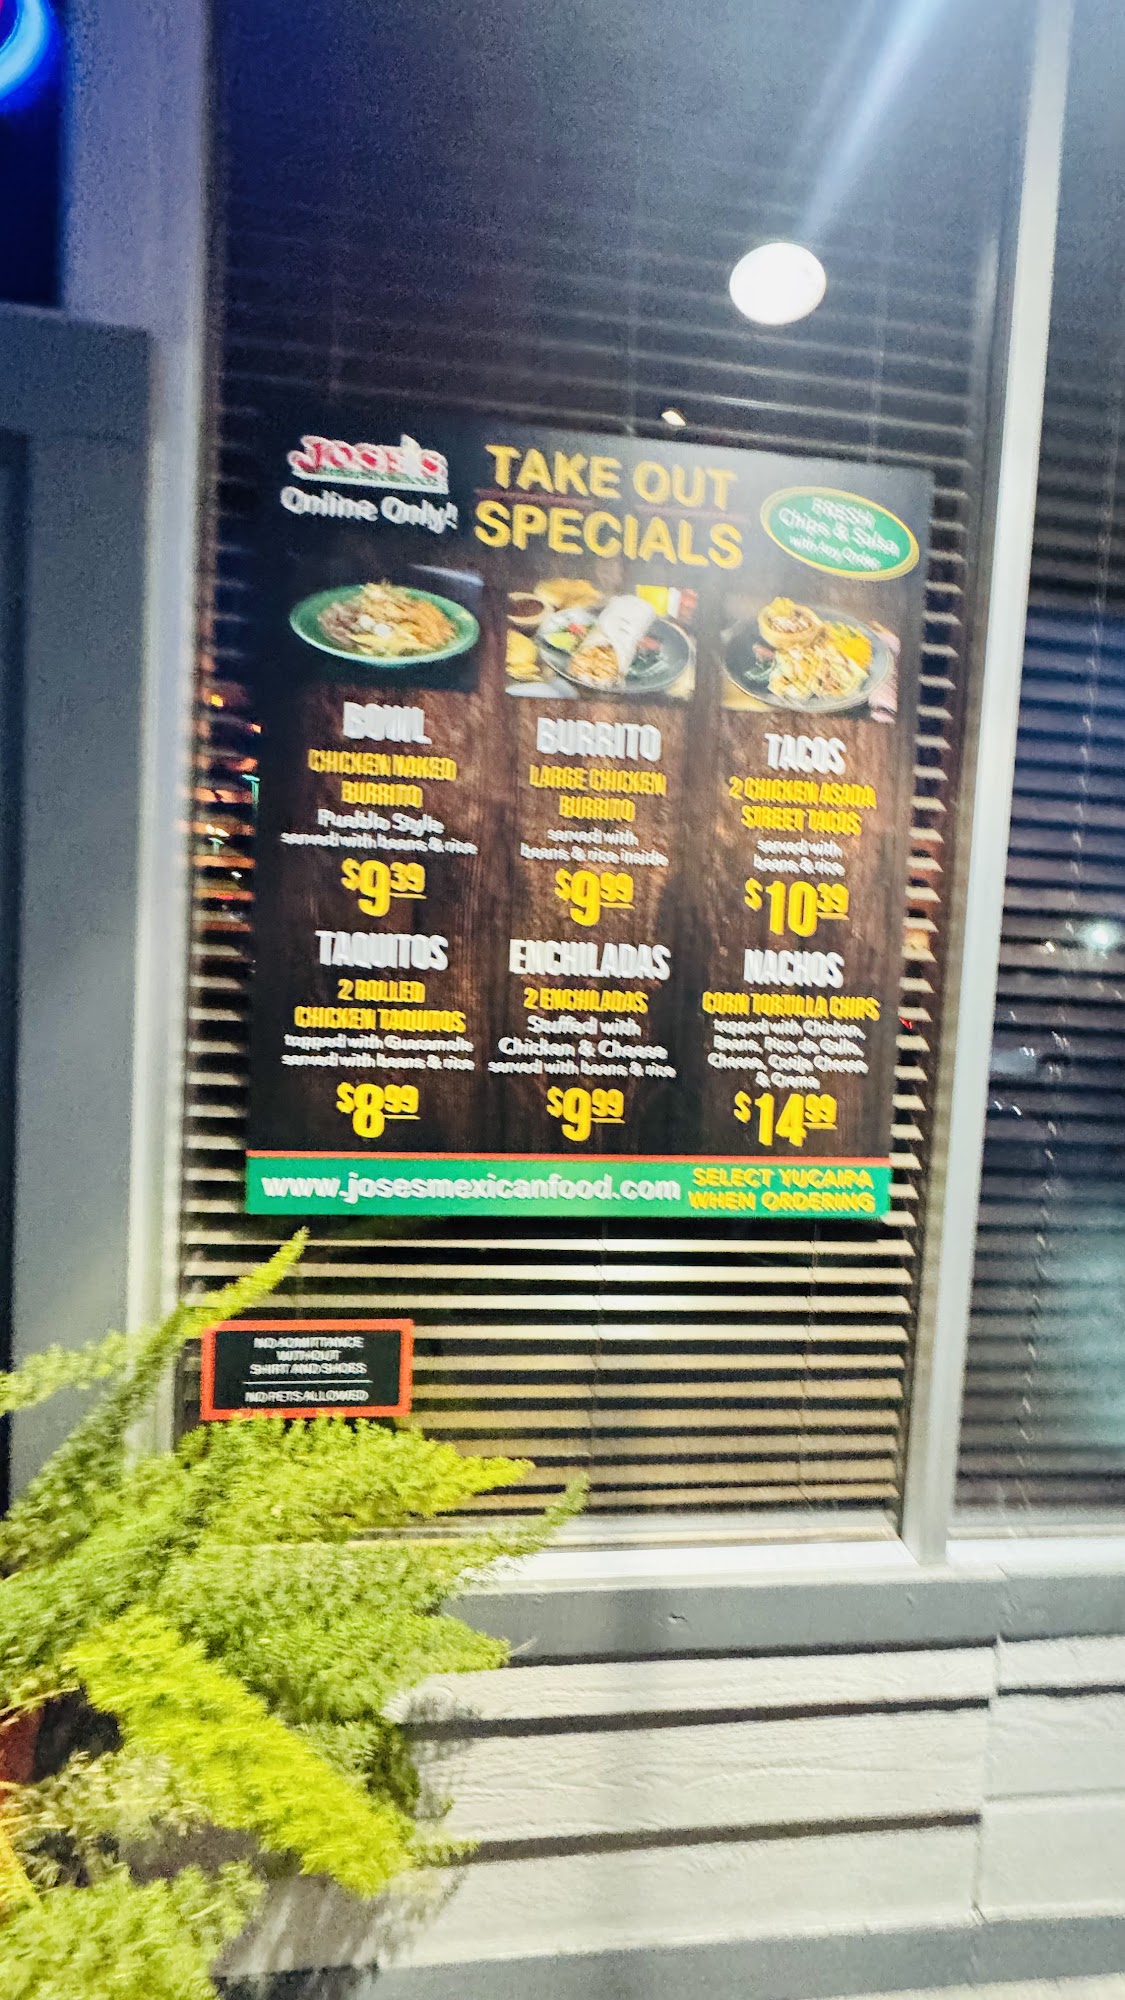 JOSE'S
Online Only!!
TAKE OUT
SPECIALS
FRESH
Chips & Salsa
with Any Order
BOWL
CHICKEN NAKED
BURRITO
Pueblo Style
served with beans & rice
$9.39
BURRITO
LARGE CHICKEN
BURRITO
served with
beans & rice inside
$9.99
TACOS
2 CHICKEN ASADA
STREET TACOS
served with
beans & rice
$10.39
TAQUITOS
2 ROLLED
CHICKEN TAQUITOS
topped with Guacamole
served with beans & rice
$8.99
ENCHILADAS
2 ENCHILADAS
Stuffed with
Chicken & Cheese
served with beans & rice
$9.99
NACHOS
CORN TORTILLA CHIPS
topped with Chicken,
Beans, Pico de Gallo,
Cheese, Cotija Cheese
& Crema
$14.99
www.josesmexicanfood.com
SELECT YUCAIPA
WHEN ORDERING
NO ADMITTANCE
WITHOUT
SHIRT AND SHOES
NO PETS ALLOWED